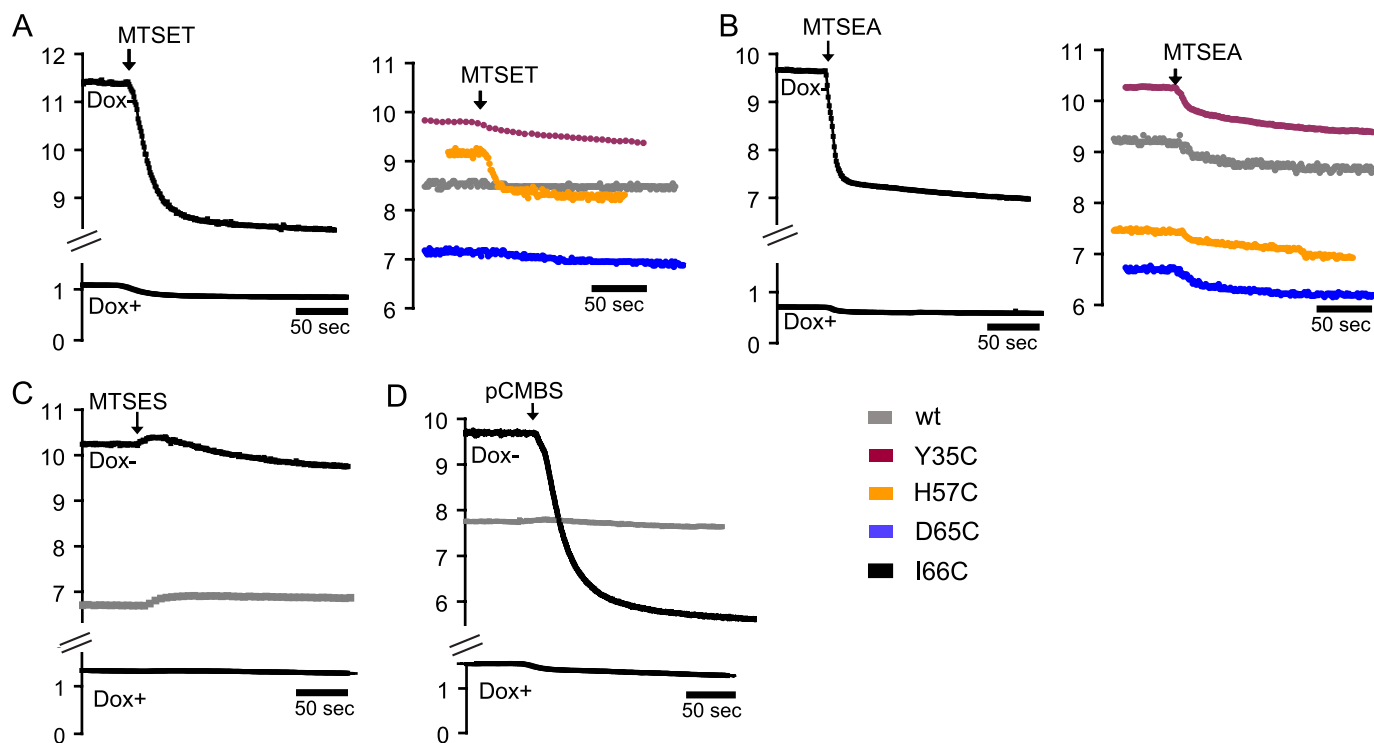 A
MTSET
12
11
10
9
8
Dox-
1
0
Dox+
50 sec
MTSET
11
10
9
8
7
6
50 sec
B
MTSEA
10
9
8
7
Dox-
1
0
Dox+
50 sec
MTSEA
11
10
9
8
7
6
50 sec
C
MTSES
11
10
9
8
7
Dox-
1
0
Dox+
50 sec
D
pCMBS
10
9
8
7
6
Dox-
1
0
Dox+
50 sec
wt
Y35C
H57C
D65C
I66C